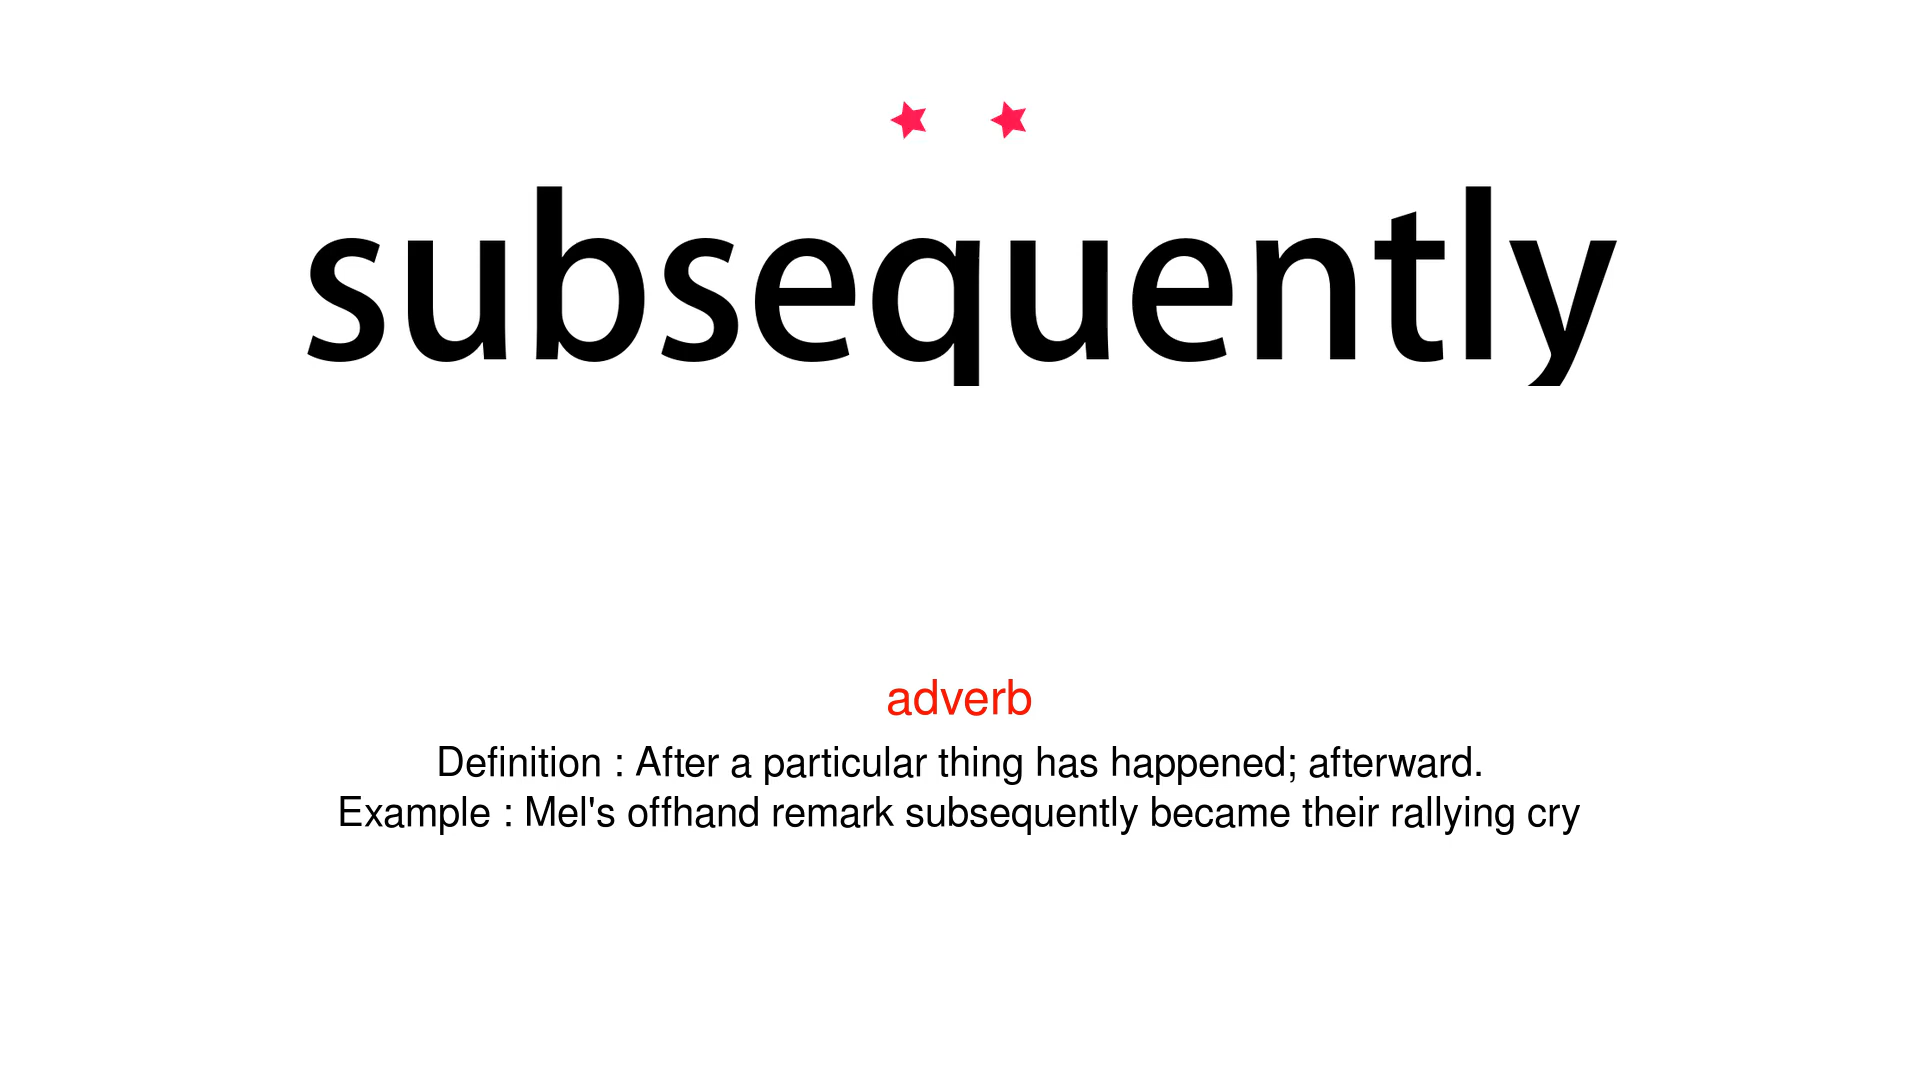 subsequently
adverb
Definition : After a particular thing has happened; afterward.
Example : Mel's offhand remark subsequently became their rallying cry